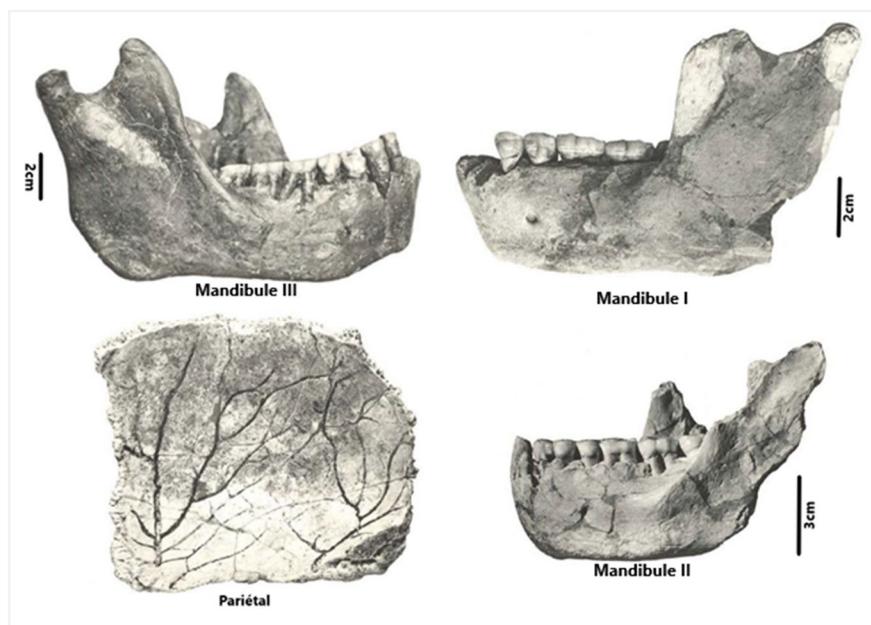 2cm
Mandibule III
2cm
Mandibule I
Pariétal
3cm
Mandibule II